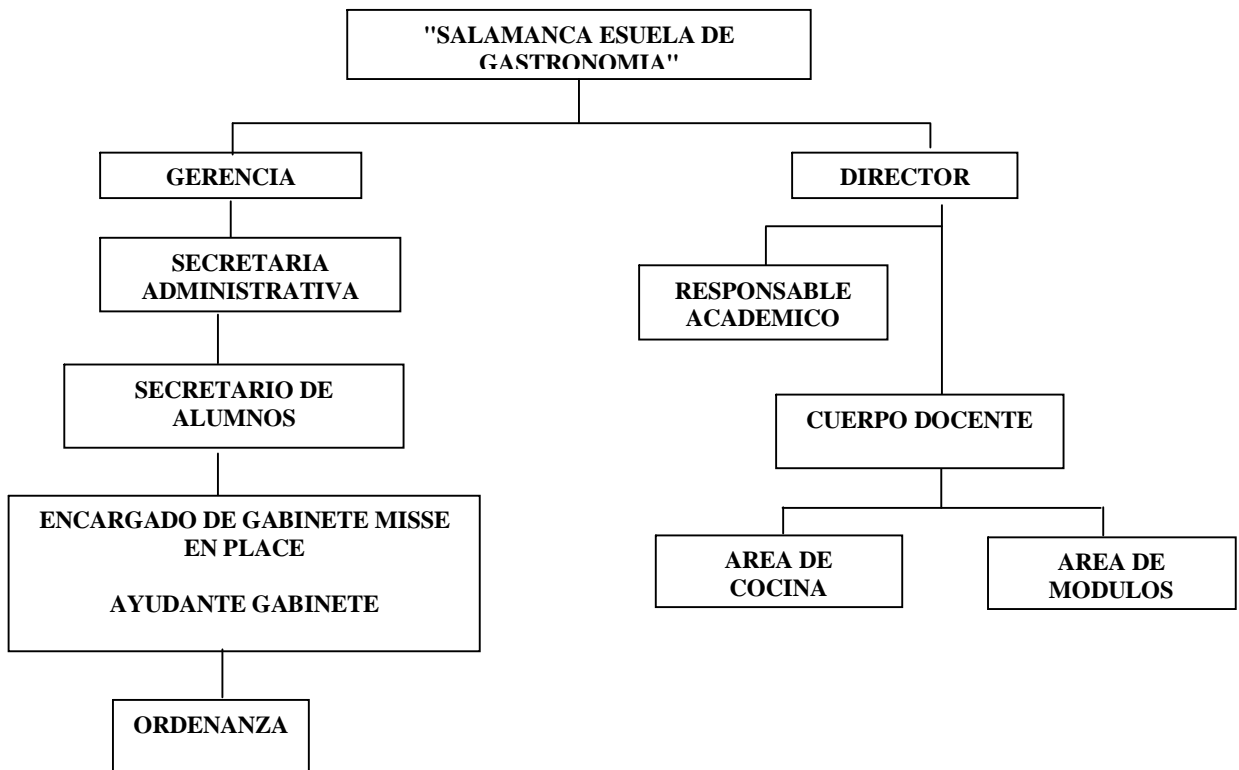 "SALAMANCA ESUELA DE
GASTRONOMIA"
GERENCIA
DIRECTOR
SECRETARIA
ADMINISTRATIVA
RESPONSABLE
ACADEMICO
SECRETARIO DE
ALUMNOS
CUERPO DOCENTE
ENCARGADO DE GABINETE MISSE
EN PLACE
AYUDANTE GABINETE
AREA DE
COCINA
AREA DE
MODULOS
ORDENANZA